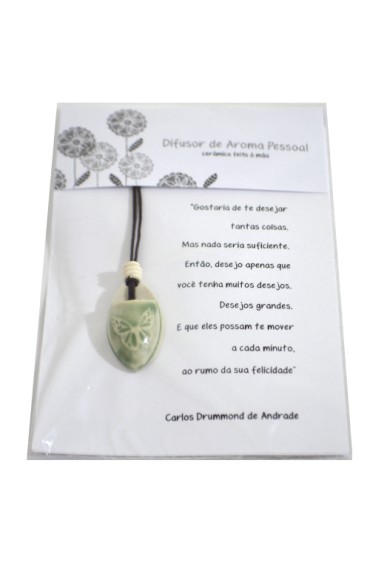 Difusor de Aroma Pessoal
cerâmica feita à mão
"Gostaria de te desejar
tantas coisas.
Mas nada seria suficiente.
Então, desejo apenas que
você tenha muitos desejos.
Desejos grandes.
E que eles possam te mover
a cada minuto,
ao rumo da sua felicidade"
Carlos Drummond de Andrade